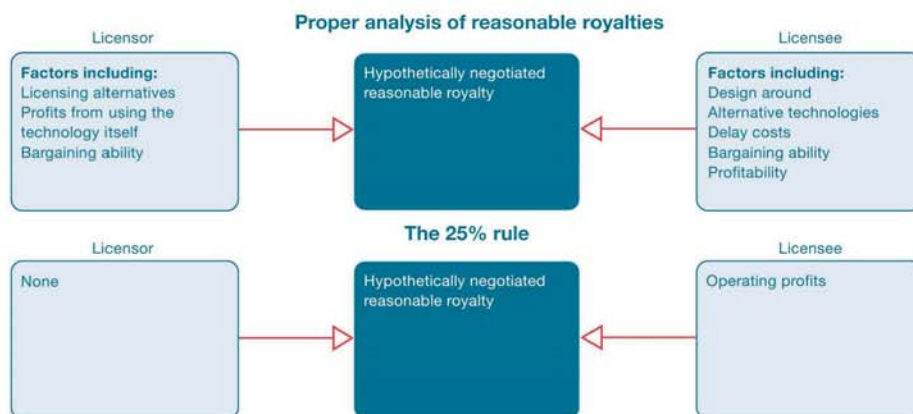 Proper analysis of reasonable royalties
Licensor
Factors including:
Licensing alternatives
Profits from using the
technology itself
Bargaining ability
Hypothetically negotiated
reasonable royalty
Licensee
Factors including:
Design around
Alternative technologies
Delay costs
Bargaining ability
Profitability
The 25% rule
Licensor
None
Hypothetically negotiated
reasonable royalty
Licensee
Operating profits